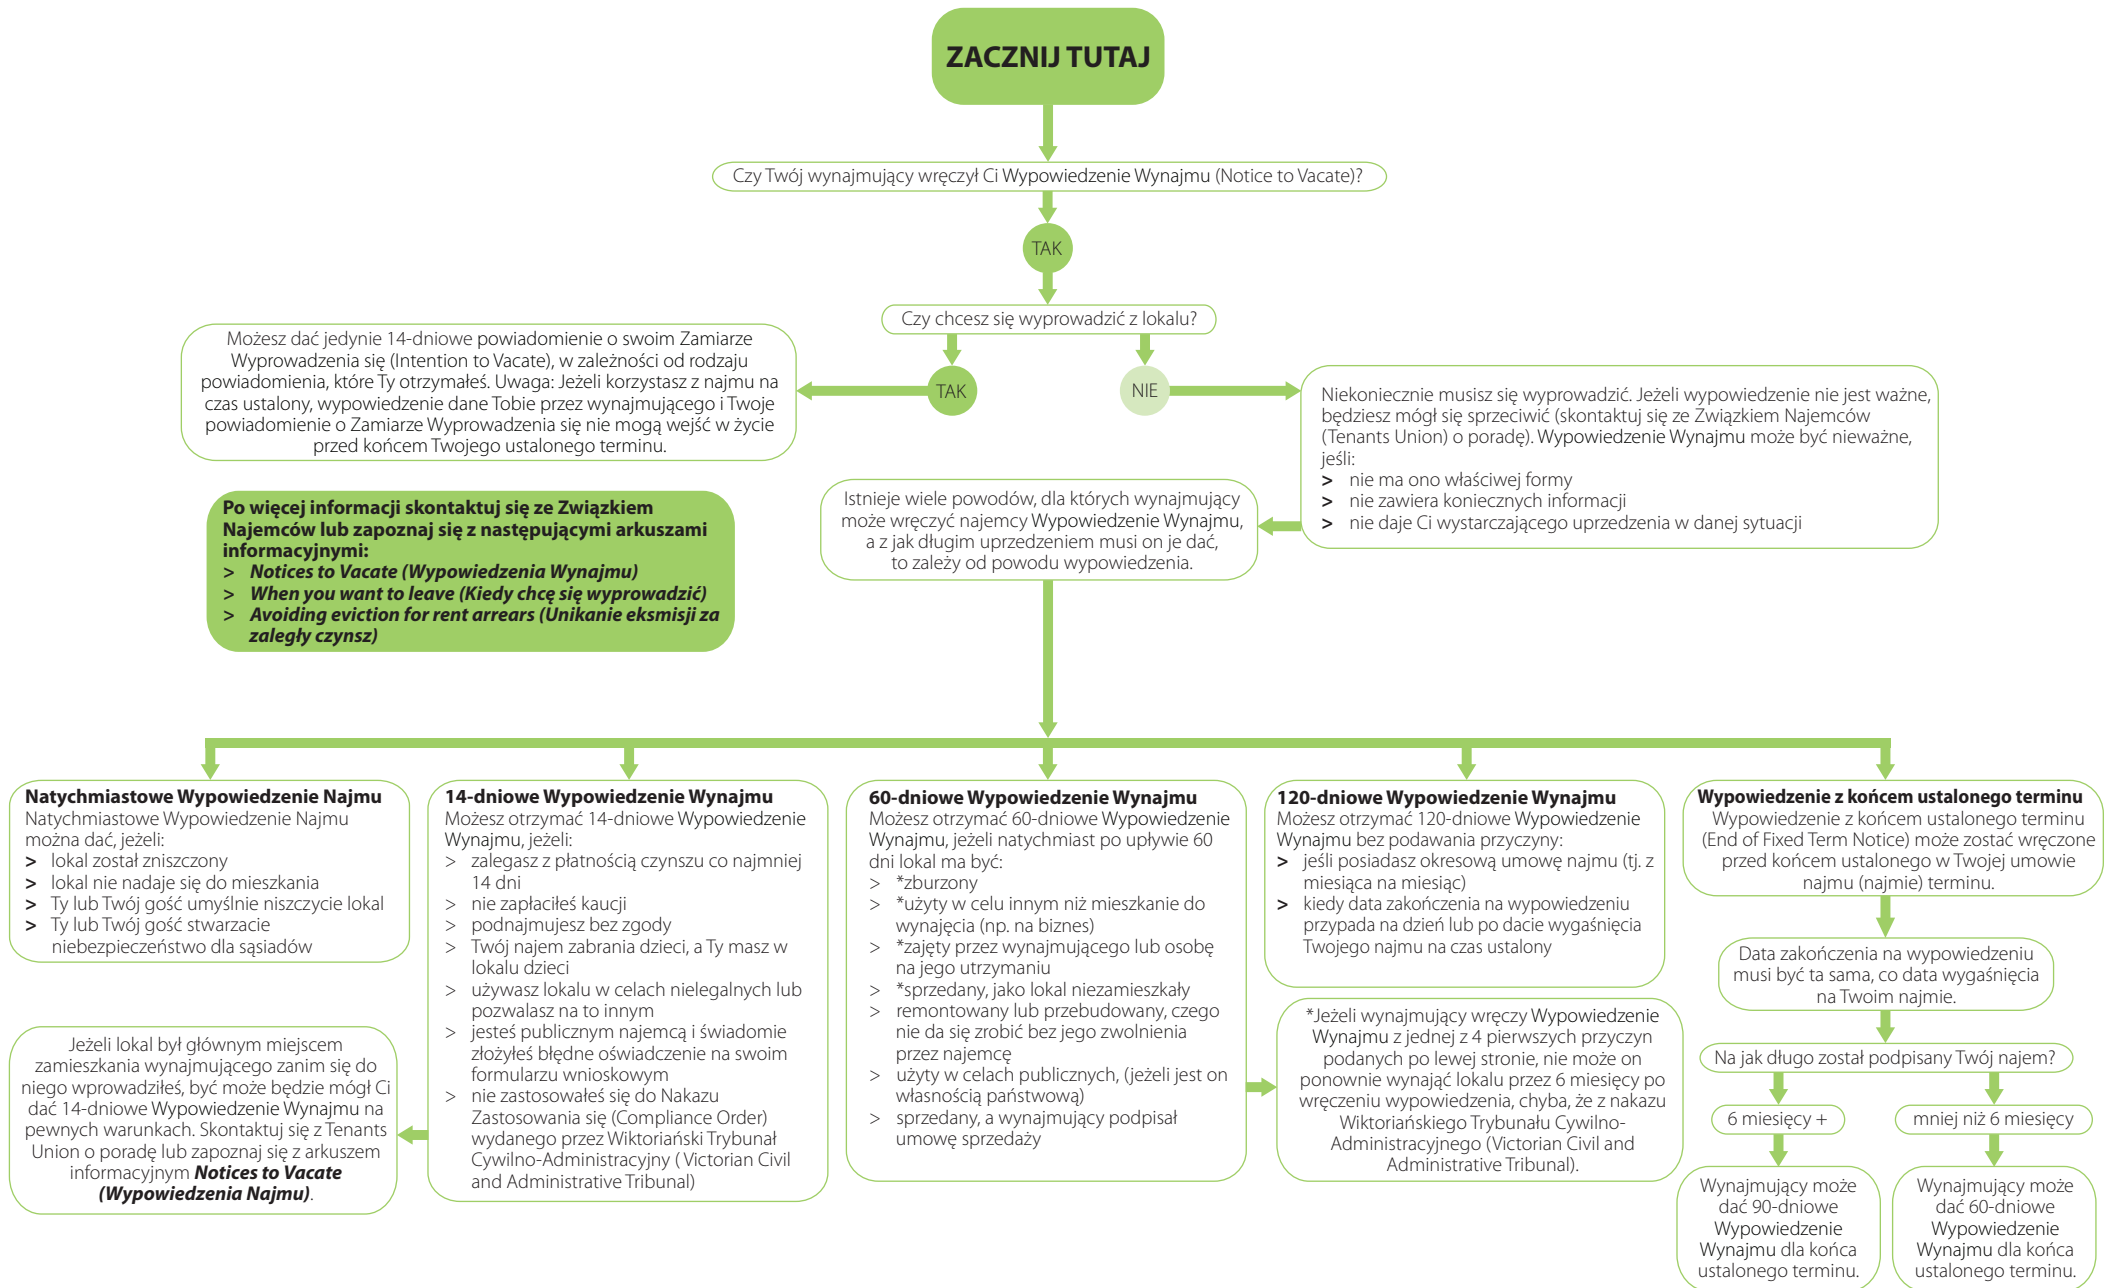 ZACZNIJ TUTAJ
Czy Twój wynajmujący wręczył Ci Wypowiedzenie Wynajmu (Notice to Vacate)?
TAK
Czy chcesz się wyprowadzić z lokalu?
TAK
NIE
Możesz dać jedynie 14-dniowe powiadomienie o swoim Zamiarze
Wyprowadzenia się (Intention to Vacate), w zależności od rodzaju
powiadomienia, które Ty otrzymałeś. Uwaga: Jeżeli korzystasz z najmu na
czas ustalony, wypowiedzenie dane Tobie przez wynajmującego i Twoje
powiadomienie o Zamiarze Wyprowadzenia się nie mogą wejść w życie
przed końcem Twojego ustalonego terminu.
Niekoniecznie musisz się wyprowadzić. Jeżeli wypowiedzenie nie jest ważne,
będziesz mógł się sprzeciwić (skontaktuj się ze Związkiem Najemców
(Tenants Union) o poradę). Wypowiedzenie Wynajmu może być nieważne,
jeśli:
> nie ma ono właściwej formy
> nie zawiera koniecznych informacji
> nie daje Ci wystarczającego uprzedzenia w danej sytuacji
Po więcej informacji skontaktuj się ze Związkiem
Najemców lub zapoznaj się z następującymi arkuszami
informacyjnymi:
> Notices to Vacate (Wypowiedzenia Wynajmu)
> When you want to leave (Kiedy chcę się wyprowadzić)
> Avoiding eviction for rent arrears (Unikanie eksmisji za
zaległy czynsz)
Istnieje wiele powodów, dla których wynajmujący
może wręczyć najemcy Wypowiedzenie Wynajmu,
a z jak długim uprzedzeniem musi on je dać,
to zależy od powodu wypowiedzenia.
Natychmiastowe Wypowiedzenie Najmu
Natychmiastowe Wypowiedzenie Najmu
można dać, jeżeli:
> lokal został zniszczony
> lokal nie nadaje się do mieszkania
> Ty lub Twój gość umyślnie niszczycie lokal
> Ty lub Twój gość stwarzacie
niebezpieczeństwo dla sąsiadów
Jeżeli lokal był głównym miejscem
zamieszkania wynajmującego zanim się do
niego wprowadziłeś, być może będzie mógł Ci
dać 14-dniowe Wypowiedzenie Wynajmu na
pewnych warunkach. Skontaktuj się z Tenants
Union o poradę lub zapoznaj się z arkuszem
informacyjnym Notices to Vacate
(Wypowiedzenia Najmu).
14-dniowe Wypowiedzenie Wynajmu
Możesz otrzymać 14-dniowe Wypowiedzenie
Wynajmu, jeżeli:
> zalegasz z płatnością czynszu co najmniej
14 dni
> nie zapłaciłeś kaucji
> podnajmujesz bez zgody
> Twój najem zabrania dzieci, a Ty masz w
lokalu dzieci
> używasz lokalu w celach nielegalnych lub
pozwalasz na to innym
> jesteś publicznym najemcą i świadomie
złożyłeś błędne oświadczenie na swoim
formularzu wnioskowym
> nie zastosowałeś się do Nakazu
Zastosowania się (Compliance Order)
wydanego przez Wiktoriański Trybunał
Cywilno-Administracyjny ( Victorian Civil
and Administrative Tribunal)
60-dniowe Wypowiedzenie Wynajmu
Możesz otrzymać 60-dniowe Wypowiedzenie
Wynajmu, jeżeli natychmiast po upływie 60
dni lokal ma być:
> *zburzony
> *użyty w celu innym niż mieszkanie do
wynajęcia (np. na biznes)
> *zajęty przez wynajmującego lub osobę
na jego utrzymaniu
> *sprzedany, jako lokal niezamieszkały
> remontowany lub przebudowany, czego
nie da się zrobić bez jego zwolnienia
przez najemcę
> użyty w celach publicznych, (jeżeli jest on
własnością państwową)
> sprzedany, a wynajmujący podpisał
umowę sprzedaży
120-dniowe Wypowiedzenie Wynajmu
Możesz otrzymać 120-dniowe Wypowiedzenie
Wynajmu bez podawania przyczyny:
> jeśli posiadasz okresową umowę najmu (tj. z
miesiąca na miesiąc)
> kiedy data zakończenia na wypowiedzeniu
przypada na dzień lub po dacie wygaśnięcia
Twojego najmu na czas ustalony
*Jeżeli wynajmujący wręczy Wypowiedzenie
Wynajmu z jednej z 4 pierwszych przyczyn
podanych po lewej stronie, nie może on
ponownie wynająć lokalu przez 6 miesięcy po
wręczeniu wypowiedzenia, chyba, że z nakazu
Wiktoriańskiego Trybunału Cywilno-
Administracyjnego (Victorian Civil and
Administrative Tribunal).
Wypowiedzenie z końcem ustalonego terminu
Wypowiedzenie z końcem ustalonego terminu
(End of Fixed Term Notice) może zostać wręczone
przed końcem ustalonego w Twojej umowie
najmu (najmie) terminu.
Data zakończenia na wypowiedzeniu
musi być ta sama, co data wygaśnięcia
na Twoim najmie.
Na jak długo został podpisany Twój najem?
6 miesięcy +
mniej niż 6 miesięcy
Wynajmujący może
dać 90-dniowe
Wypowiedzenie
Wynajmu dla końca
ustalonego terminu.
Wynajmujący może
dać 60-dniowe
Wypowiedzenie
Wynajmu dla końca
ustalonego terminu.